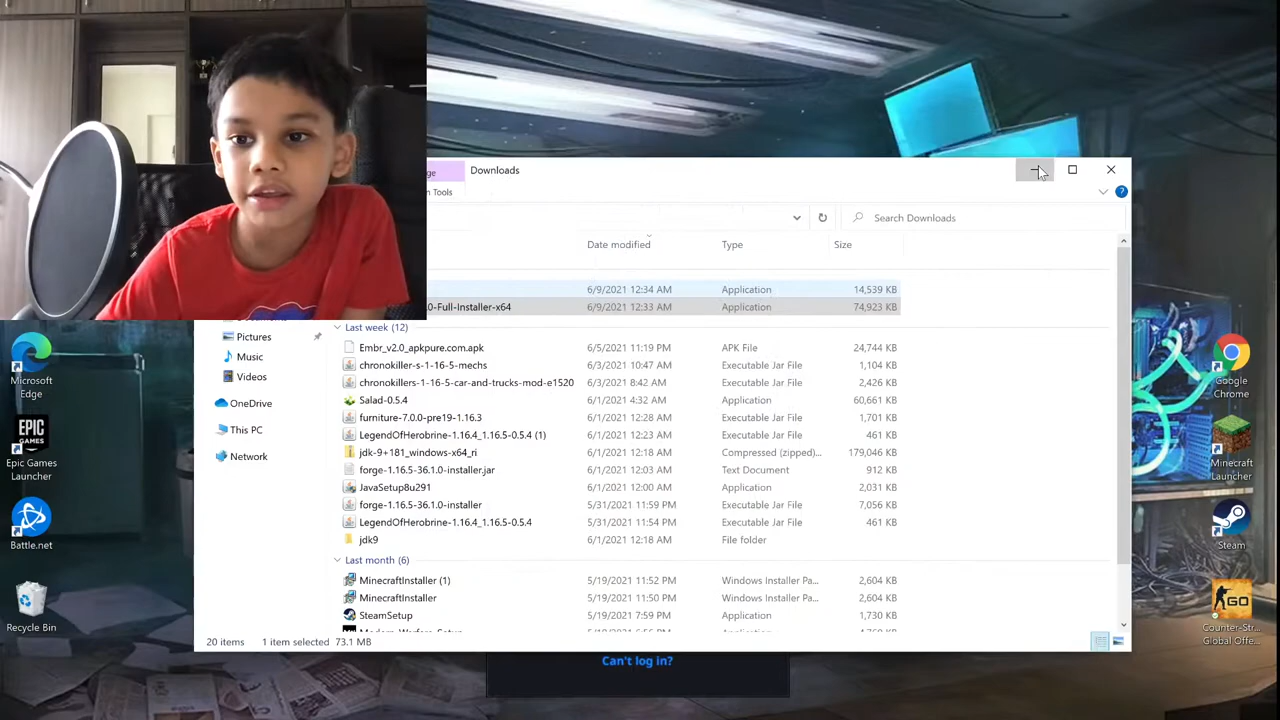 ge
Downloads
n Tools
?
Search Downloads
Date modified
Type
Size
6/9/2021 12:34 AM
Application
14,539 KB
0-Full-Installer-x64
6/9/2021 12:33 AM
Application
74,923 KB
Pictures
Last week (12)
Music
Embr_v2.0_apkpure.com.apk
6/5/2021 11:19 PM
APK File
24,744 KB
chronokiller-s-1-16-5-mechs
6/3/2021 10:47 AM
Executable Jar File
1,104 KB
Videos
chronokillers-1-16-5-car-and-trucks-mod-e1520
6/3/2021 8:42 AM
Executable Jar File
2,426 KB
OneDrive
Salad-0.5.4
6/1/2021 4:32 AM
Application
60,661 KB
furniture-7.0.0-pre19-1.16.3
6/1/2021 12:28 AM
Executable Jar File
1,701 KB
This PC
LegendOfHerobrine-1.16.4_1.16.5-0.5.4 (1)
6/1/2021 12:23 AM
Executable Jar File
461 KB
Network
jdk-9+181_windows-x64_ri
6/1/2021 12:18 AM
Compressed (zipped)...
179,046 KB
forge-1.16.5-36.1.0-installer.jar
6/1/2021 12:03 AM
Text Document
912 KB
JavaSetup8u291
6/1/2021 12:00 AM
Application
2,031 KB
forge-1.16.5-36.1.0-installer
5/31/2021 11:59 PM
Executable Jar File
7,056 KB
LegendOfHerobrine-1.16.4_1.16.5-0.5.4
5/31/2021 11:54 PM
Executable Jar File
461 KB
jdk9
6/1/2021 12:18 AM
File folder
Last month (6)
MinecraftInstaller (1)
5/19/2021 11:52 PM
Windows Installer Pa...
2,604 KB
MinecraftInstaller
5/19/2021 11:50 PM
Windows Installer Pa...
2,604 KB
SteamSetup
5/19/2021 7:59 PM
Application
1,730 KB
20 items
1 item selected
73.1 MB
Can't log in?
Microsoft
Edge
EPIC
GAMES
Epic Games
Launcher
Battle.net
Recycle Bin
Google
Chrome
Minecraft
Launcher
Steam
GO
Counter-Str...
Global Offe...